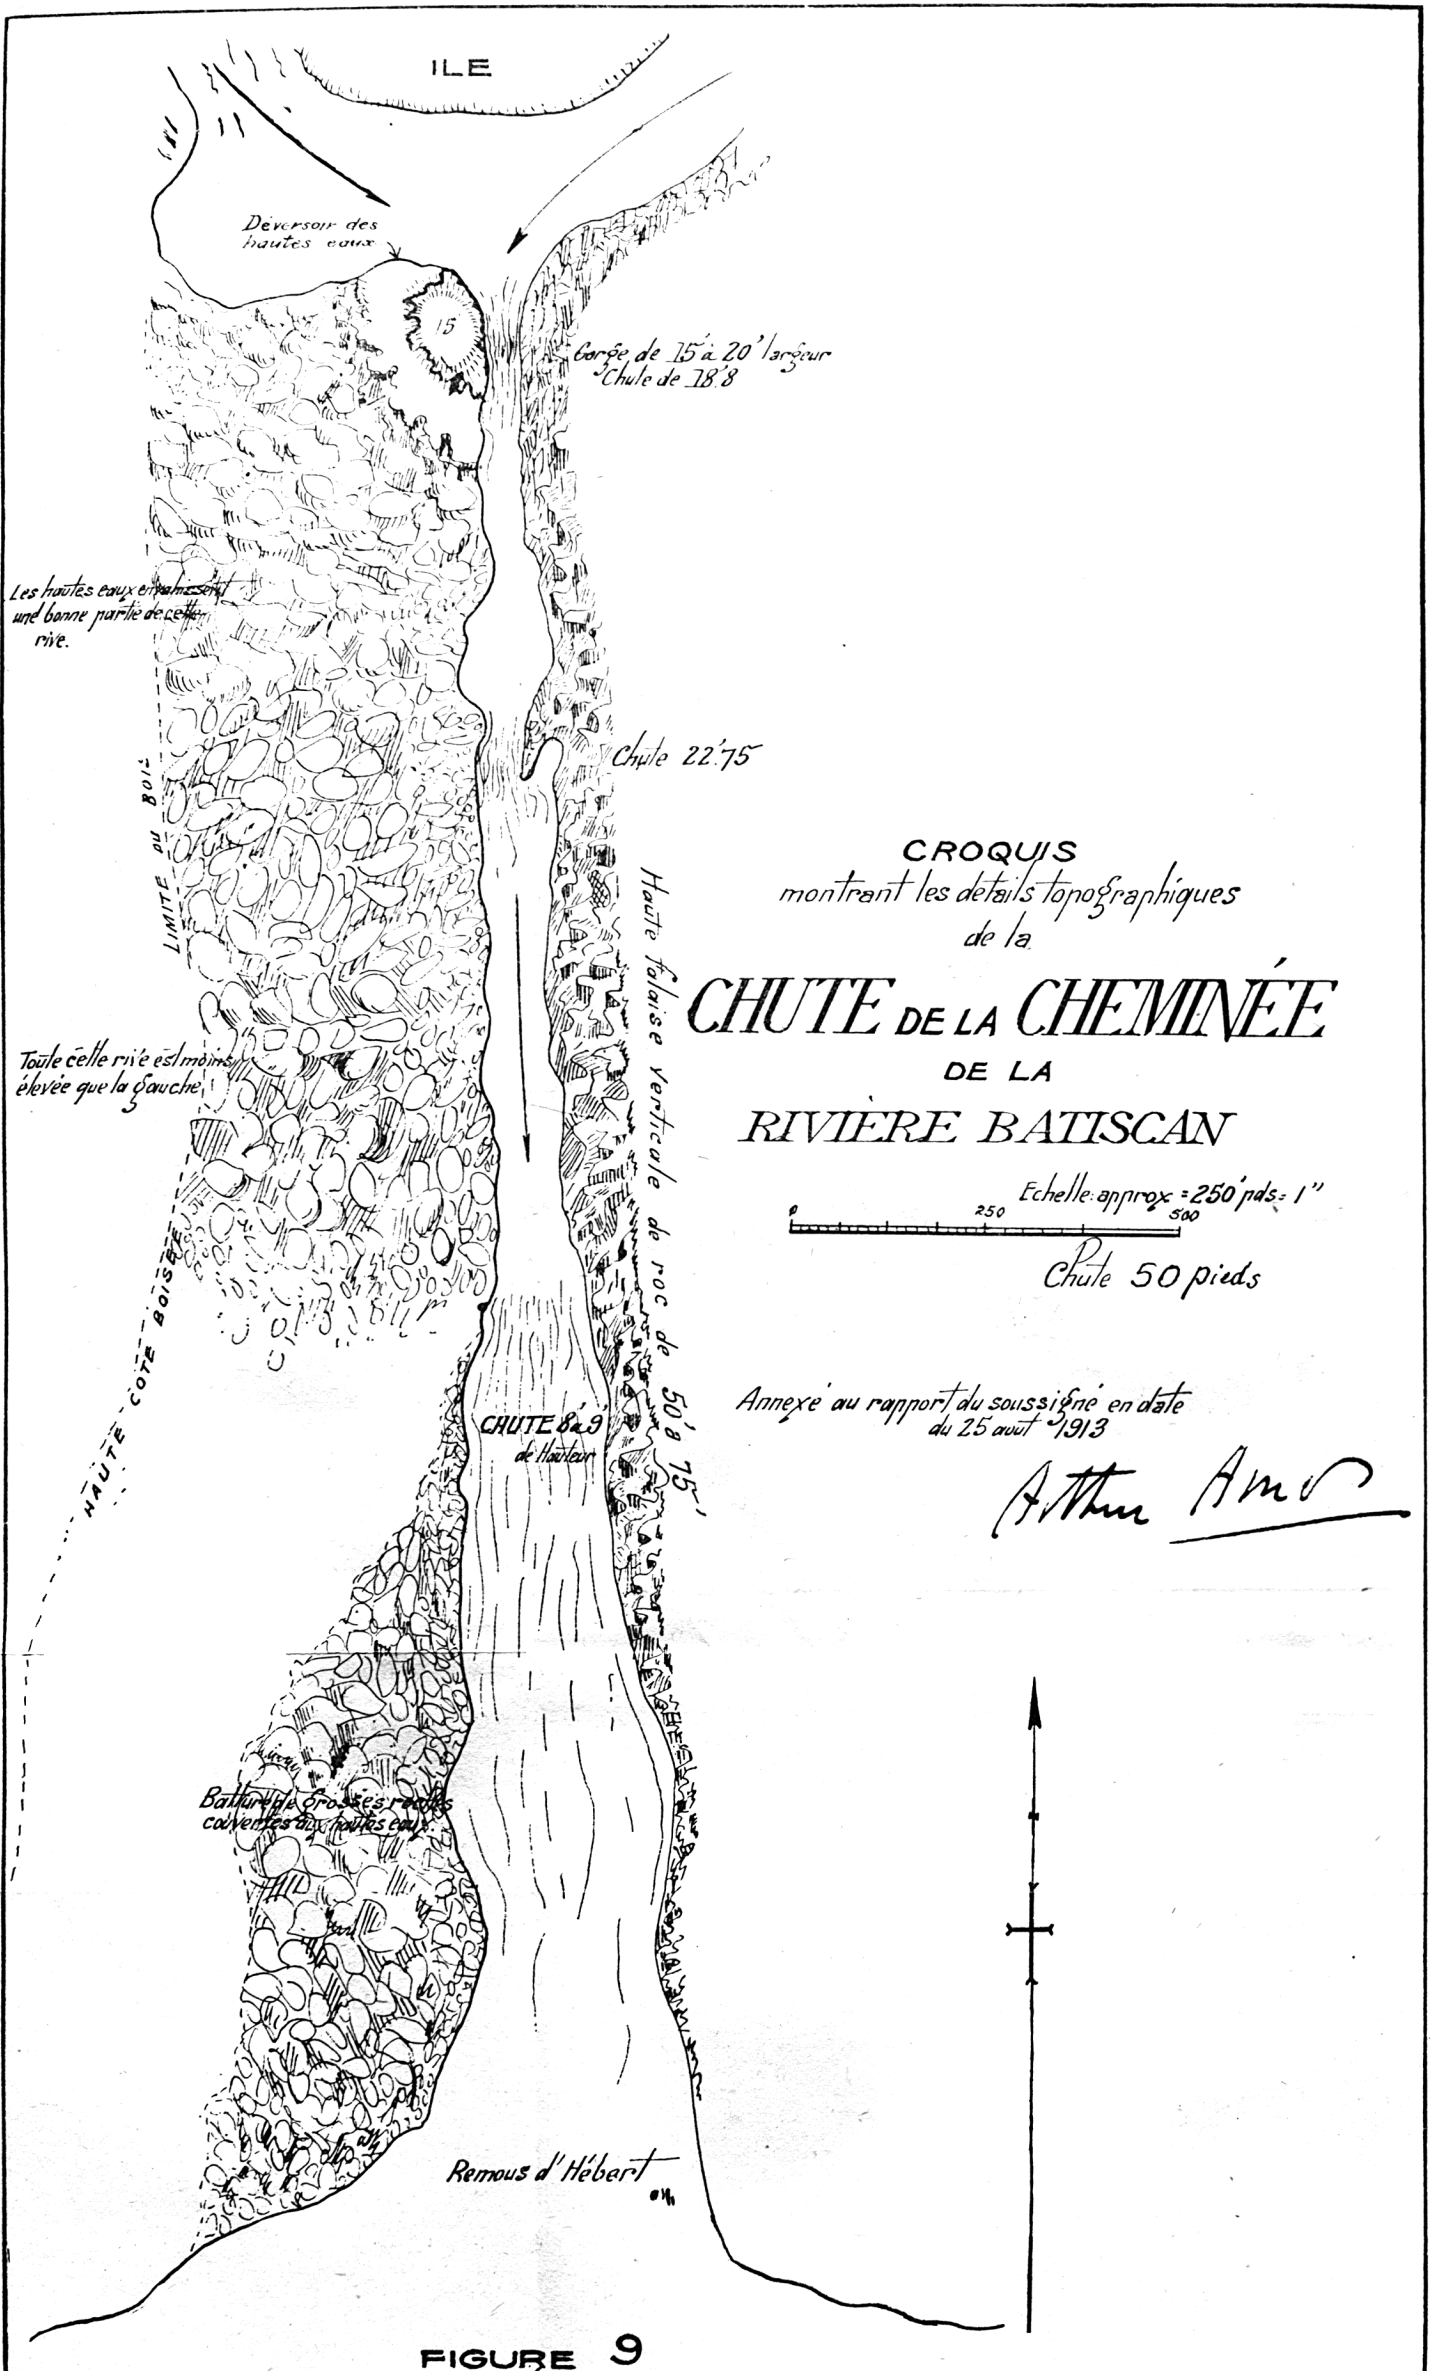 ILE
Déversoir des
hautes eaux
15
Gorge de 15' à 20' largeur
Chute de 18'.8
Les hautes eaux envahissent
une bonne partie de cette
rive.
Chute 22'.75
LIMITE DU BOIS
CROQUIS
montrant les détails topographiques
de la
CHUTE DE LA CHEMINÉE
DE LA
RIVIÈRE BATISCAN
Echelle approx = 250' pds = 1"
0 250 500
Chute 50 pieds
Haute falaise verticale de roc de 50' à 75'
Toute cette rive est moins
élevée que la gauche
HAUTE COTE BOISÉE
CHUTE 8 à 9'
de Hauteur
Annexé au rapport du soussigné en date
du 25 août 1913
Arthur Amos
Batture de grosses roches
couvertes aux hautes eaux.
Remous d'Hébert
FIGURE 9